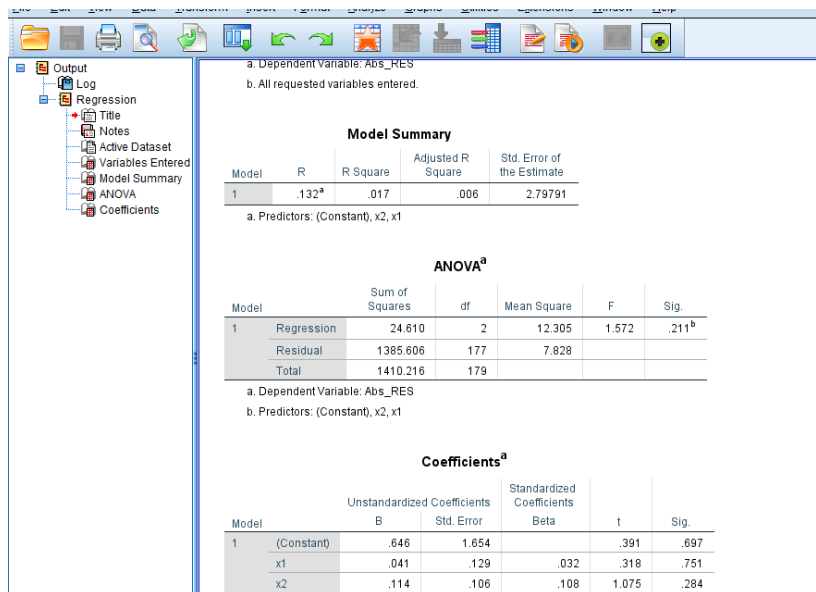 Output
Log
Regression
Title
Notes
Active Dataset
Variables Entered
Model Summary
ANOVA
Coefficients
a. Dependent Variable: Abs_RES
b. All requested variables entered.
Model Summary
Model R R Square Adjusted R Square Std. Error of the Estimate
1 .132a .017 .006 2.79791
a. Predictors: (Constant), x2, x1
ANOVAa
Model Sum of Squares df Mean Square F Sig.
1 Regression 24.610 2 12.305 1.572 .211b
Residual 1385.606 177 7.828
Total 1410.216 179
a. Dependent Variable: Abs_RES
b. Predictors: (Constant), x2, x1
Coefficientsa
Unstandardized Coefficients Standardized Coefficients
Model B Std. Error Beta t Sig.
1 (Constant) .646 1.654 .391 .697
x1 .041 .129 .032 .318 .751
x2 .114 .106 .108 1.075 .284